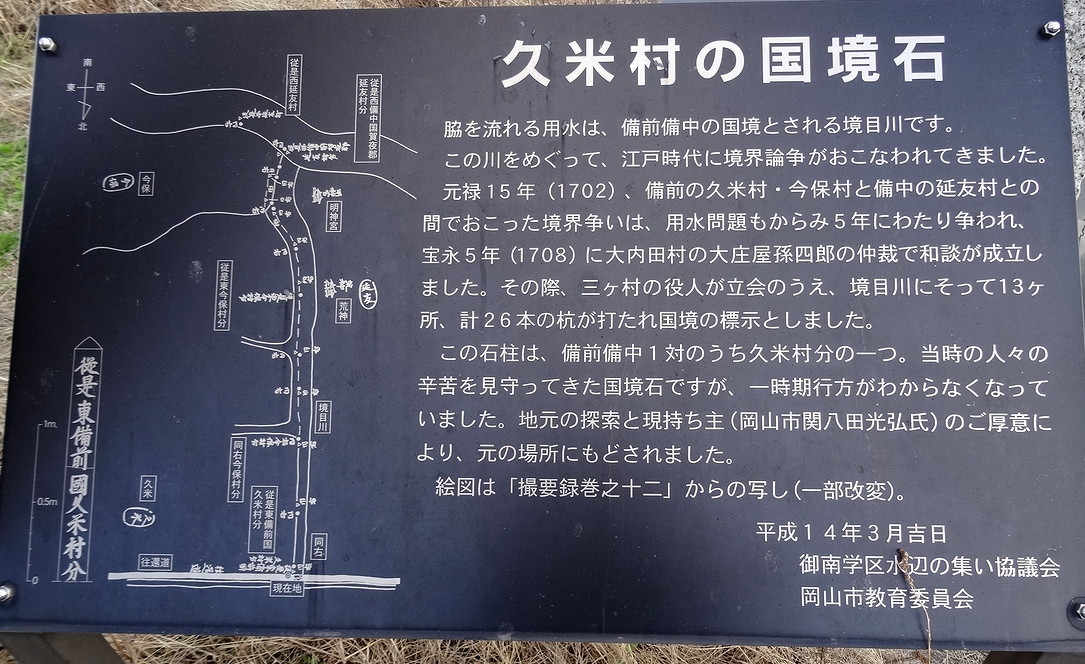 久米村の国境石
脇を流れる用水は、備前備中の国境とされる境目川です。
この川をめぐって、江戸時代に境界論争がおこなわれてきました。
元禄15年（1702）、備前の久米村・今保村と備中の延友村との
間でおこった境界争いは、用水問題もからみ5年にわたり争われ、
宝永5年（1708）に大内田村の大庄屋孫四郎の仲裁で和談が成立し
ました。その際、三ヶ村の役人が立会のうえ、境目川にそって13ヶ
所、計26本の杭が打たれ国境の標示としました。
この石柱は、備前備中1対のうち久米村分の一つ。当時の人々の
辛苦を見守ってきた国境石ですが、一時期行方がわからなくなって
いました。地元の探索と現持ち主（岡山市関八田光弘氏）のご厚意に
より、元の場所にもどされました。
絵図は「撮要録巻之十二」からの写し（一部改変）。
平成14年3月吉日
御南学区水辺の集い協議会
岡山市教育委員会
南
東 西
北
従是西延友村
従是西備中国賀夜郡
延友村分
今保
今保
明神宮
従是東今保村分
荒神
延友
境目川
同右今保村分
従是東備前国
久米村分
同右
久米
往還道
現在地
従是東備前國久米村分
1m
0.5m
0